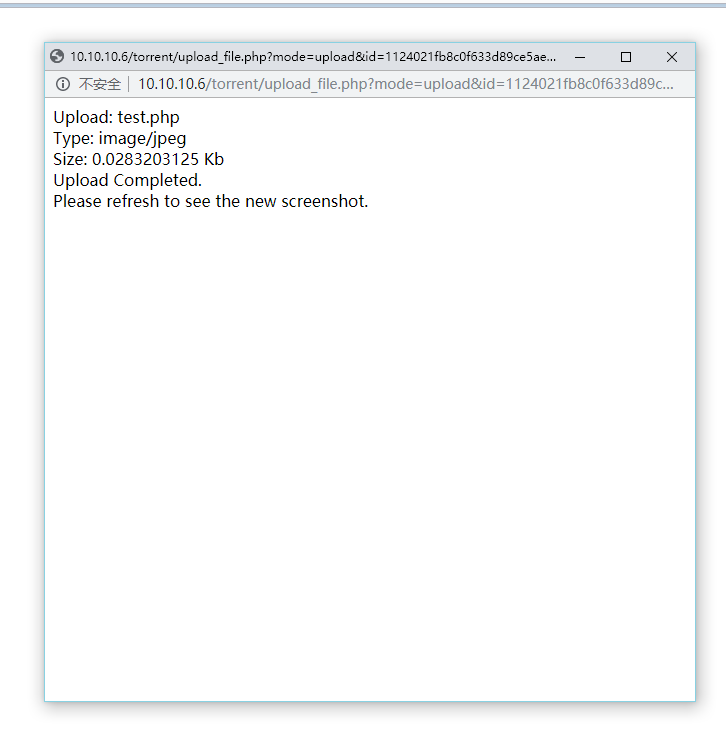 10.10.10.6/torrent/upload_file.php?mode=upload&id=1124021fb8c0f633d89ce5ae...
不安全 | 10.10.10.6/torrent/upload_file.php?mode=upload&id=1124021fb8c0f633d89c...
Upload: test.php
Type: image/jpeg
Size: 0.0283203125 Kb
Upload Completed.
Please refresh to see the new screenshot.